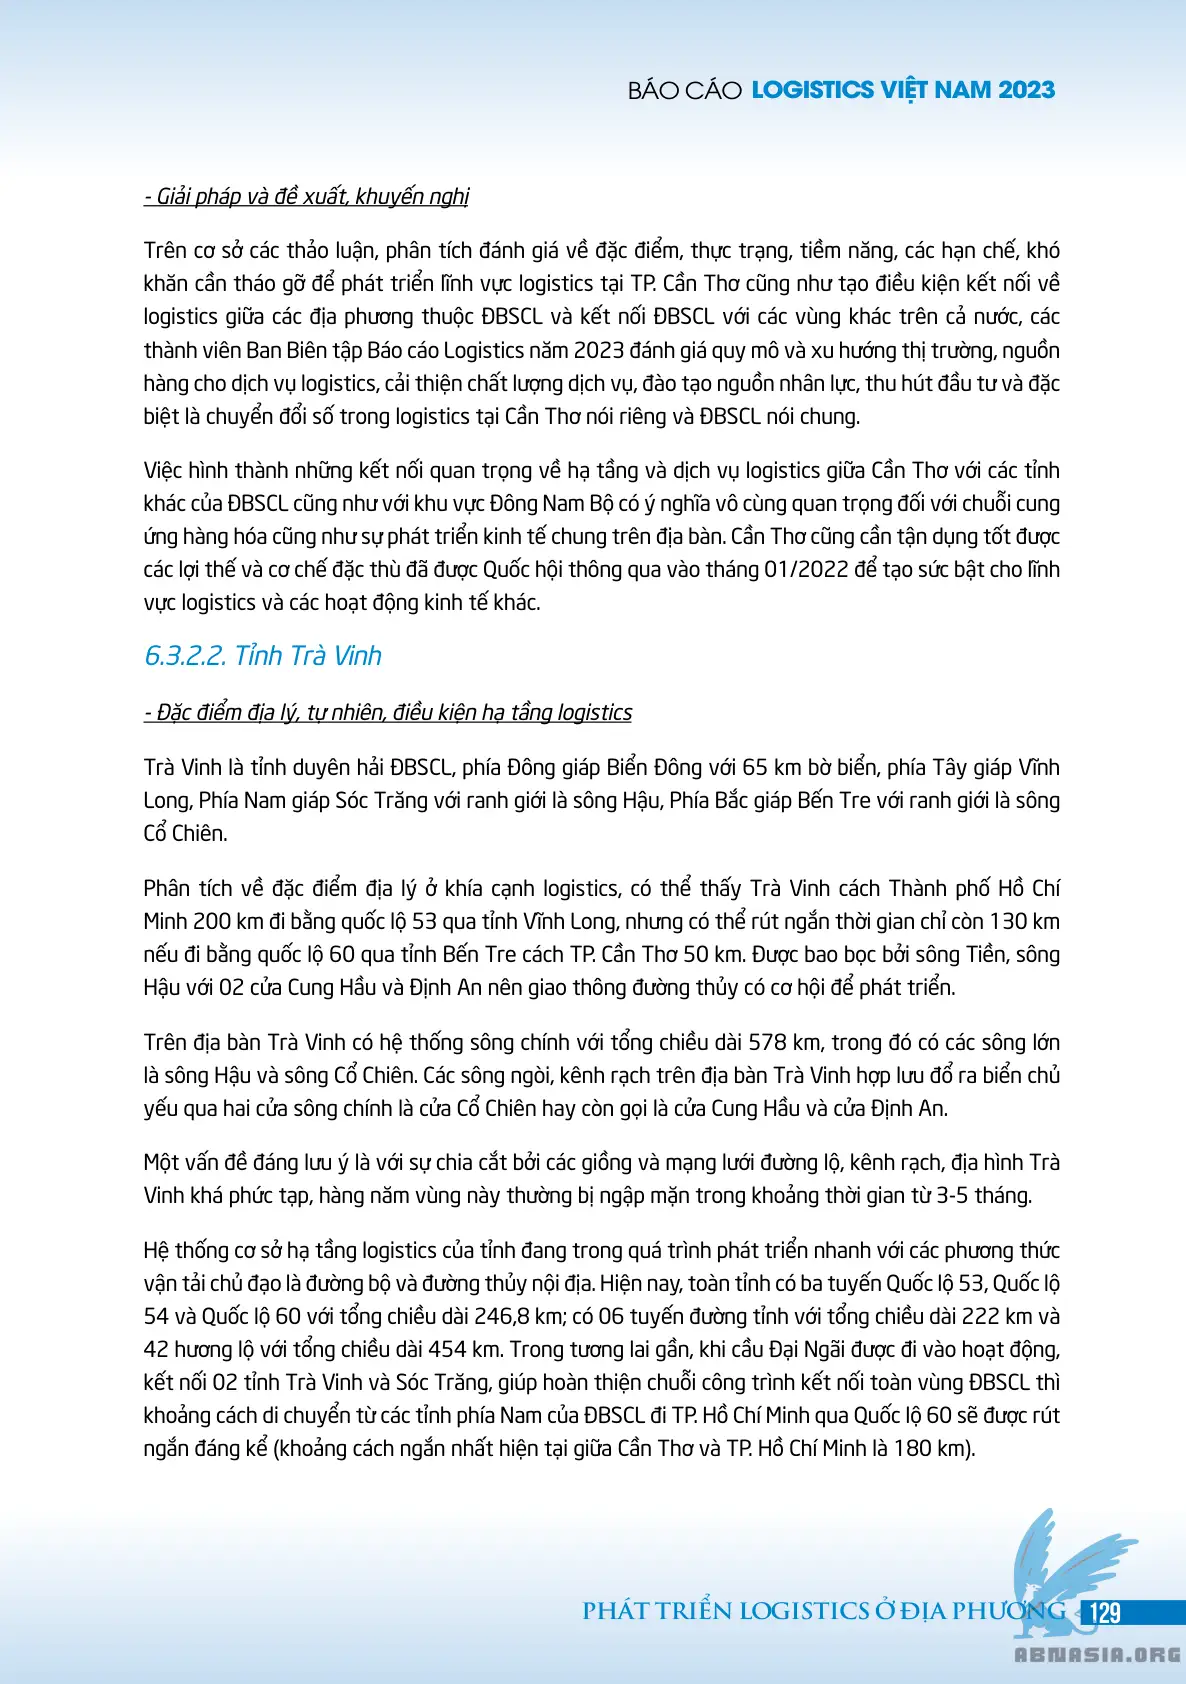 BÁO CÁO LOGISTICS VIỆT NAM 2023
- Giải pháp và đề xuất, khuyến nghị
Trên cơ sở các thảo luận, phân tích đánh giá về đặc điểm, thực trạng, tiềm năng, các hạn chế, khó
khăn cần tháo gỡ để phát triển lĩnh vực logistics tại TP. Cần Thơ cũng như tạo điều kiện kết nối về
logistics giữa các địa phương thuộc ĐBSCL và kết nối ĐBSCL với các vùng khác trên cả nước, các
thành viên Ban Biên tập Báo cáo Logistics năm 2023 đánh giá quy mô và xu hướng thị trường, nguồn
hàng cho dịch vụ logistics, cải thiện chất lượng dịch vụ, đào tạo nguồn nhân lực, thu hút đầu tư và đặc
biệt là chuyển đổi số trong logistics tại Cần Thơ nói riêng và ĐBSCL nói chung.
Việc hình thành những kết nối quan trọng về hạ tầng và dịch vụ logistics giữa Cần Thơ với các tỉnh
khác của ĐBSCL cũng như với khu vực Đông Nam Bộ có ý nghĩa vô cùng quan trọng đối với chuỗi cung
ứng hàng hóa cũng như sự phát triển kinh tế chung trên địa bàn. Cần Thơ cũng cần tận dụng tốt được
các lợi thế và cơ chế đặc thù đã được Quốc hội thông qua vào tháng 01/2022 để tạo sức bật cho lĩnh
vực logistics và các hoạt động kinh tế khác.
6.3.2.2. Tỉnh Trà Vinh
- Đặc điểm địa lý, tự nhiên, điều kiện hạ tầng logistics
Trà Vinh là tỉnh duyên hải ĐBSCL, phía Đông giáp Biển Đông với 65 km bờ biển, phía Tây giáp Vĩnh
Long, Phía Nam giáp Sóc Trăng với ranh giới là sông Hậu, Phía Bắc giáp Bến Tre với ranh giới là sông
Cổ Chiên.
Phân tích về đặc điểm địa lý ở khía cạnh logistics, có thể thấy Trà Vinh cách Thành phố Hồ Chí
Minh 200 km đi bằng quốc lộ 53 qua tỉnh Vĩnh Long, nhưng có thể rút ngắn thời gian chỉ còn 130 km
nếu đi bằng quốc lộ 60 qua tỉnh Bến Tre cách TP. Cần Thơ 50 km. Được bao bọc bởi sông Tiền, sông
Hậu với 02 cửa Cung Hầu và Định An nên giao thông đường thủy có cơ hội để phát triển.
Trên địa bàn Trà Vinh có hệ thống sông chính với tổng chiều dài 578 km, trong đó có các sông lớn
là sông Hậu và sông Cổ Chiên. Các sông ngòi, kênh rạch trên địa bàn Trà Vinh hợp lưu đổ ra biển chủ
yếu qua hai cửa sông chính là cửa Cổ Chiên hay còn gọi là cửa Cung Hầu và cửa Định An.
Một vấn đề đáng lưu ý là với sự chia cắt bởi các giồng và mạng lưới đường lộ, kênh rạch, địa hình Trà
Vinh khá phức tạp, hàng năm vùng này thường bị ngập mặn trong khoảng thời gian từ 3-5 tháng.
Hệ thống cơ sở hạ tầng logistics của tỉnh đang trong quá trình phát triển nhanh với các phương thức
vận tải chủ đạo là đường bộ và đường thủy nội địa. Hiện nay, toàn tỉnh có ba tuyến Quốc lộ 53, Quốc lộ
54 và Quốc lộ 60 với tổng chiều dài 246,8 km; có 06 tuyến đường tỉnh với tổng chiều dài 222 km và
42 hương lộ với tổng chiều dài 454 km. Trong tương lai gần, khi cầu Đại Ngãi được đi vào hoạt động,
kết nối 02 tỉnh Trà Vinh và Sóc Trăng, giúp hoàn thiện chuỗi công trình kết nối toàn vùng ĐBSCL thì
khoảng cách di chuyển từ các tỉnh phía Nam của ĐBSCL đi TP. Hồ Chí Minh qua Quốc lộ 60 sẽ được rút
ngắn đáng kể (khoảng cách ngắn nhất hiện tại giữa Cần Thơ và TP. Hồ Chí Minh là 180 km).
PHÁT TRIỂN LOGISTICS Ở ĐỊA PHƯƠNG 129
ABNASIA.ORG